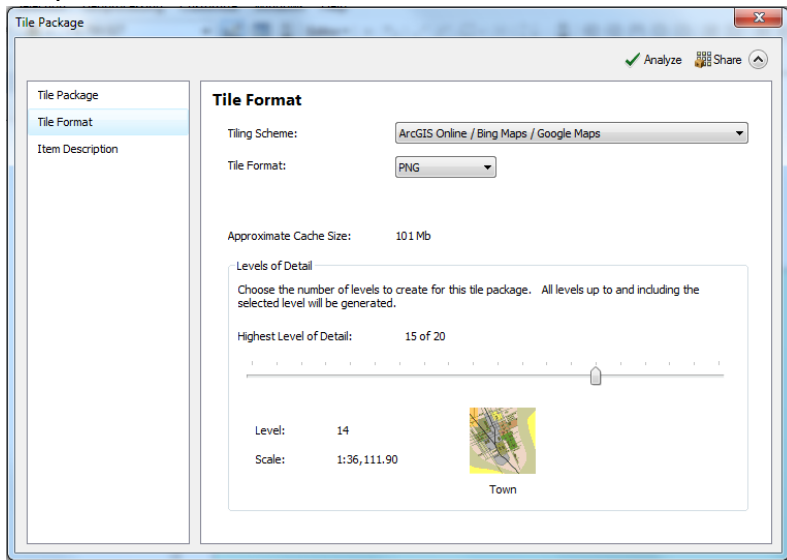 Tile Package
Analyze Share
Tile Package
Tile Format
Item Description
Tile Format
Tiling Scheme: ArcGIS Online / Bing Maps / Google Maps
Tile Format: PNG
Approximate Cache Size: 101 Mb
Levels of Detail
Choose the number of levels to create for this tile package. All levels up to and including the
selected level will be generated.
Highest Level of Detail: 15 of 20
Level: 14
Scale: 1:36,111.90
Town